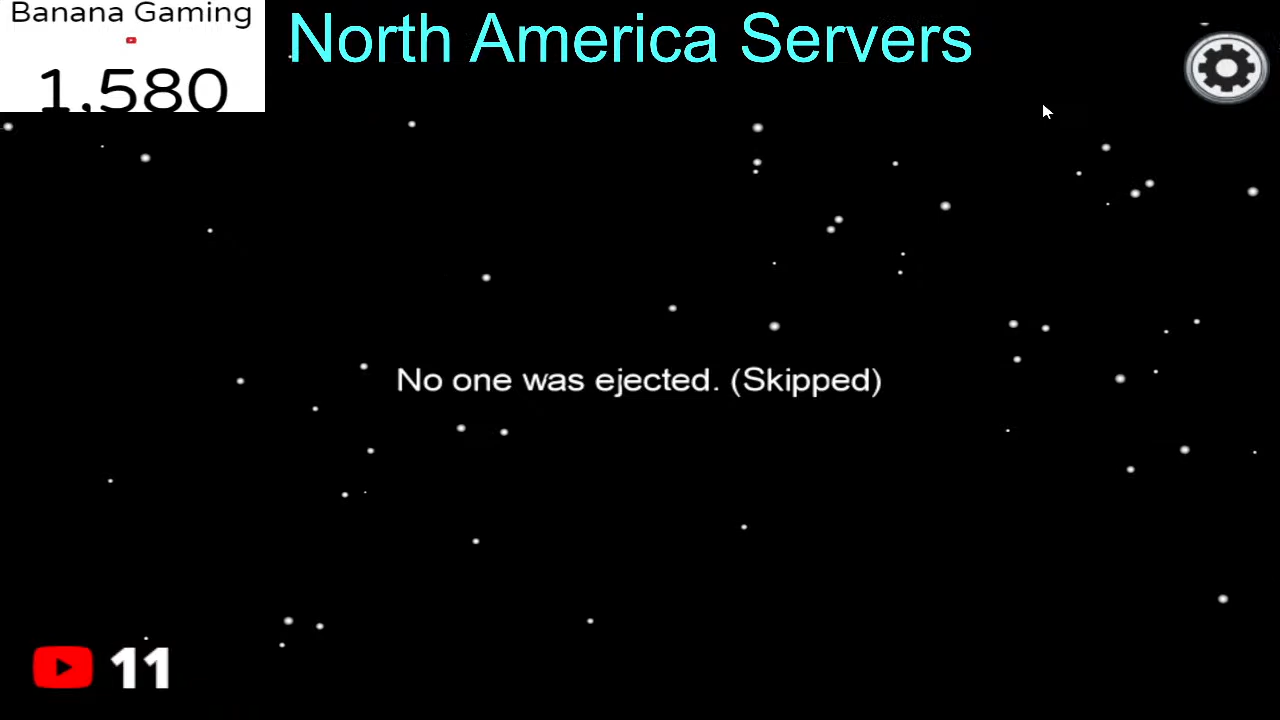 Banana Gaming
1,580
North America Servers
No one was ejected. (Skipped)
11